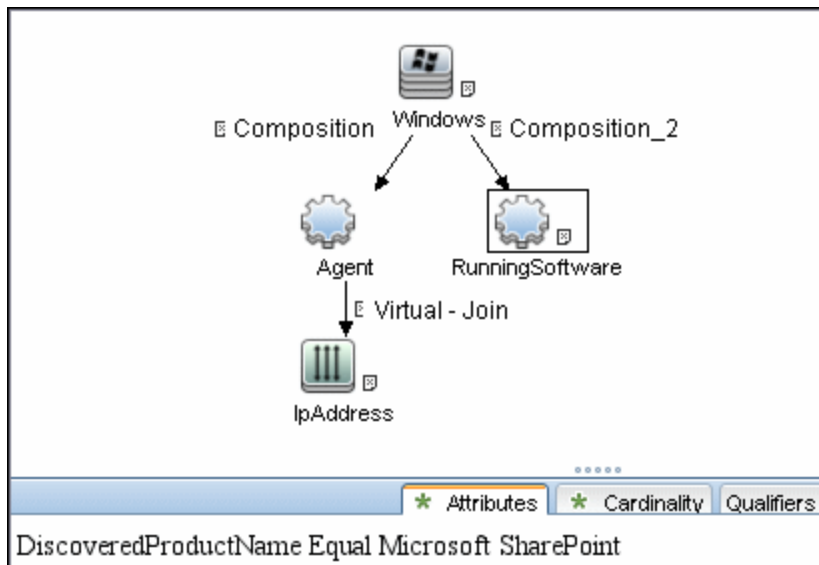 Windows
Composition
Composition_2
Agent
RunningSoftware
Virtual - Join
IpAddress
Attributes
Cardinality
Qualifiers
DiscoveredProductName Equal Microsoft SharePoint